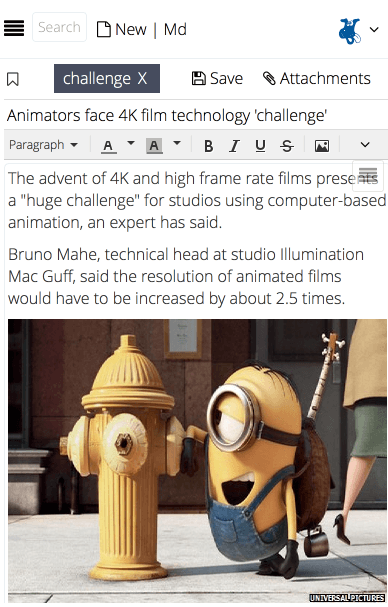 Search
New | Md
challenge X
Save
Attachments
Animators face 4K film technology 'challenge'
Paragraph
A
A
B I U S
The advent of 4K and high frame rate films presents
a "huge challenge" for studios using computer-based
animation, an expert has said.
Bruno Mahe, technical head at studio Illumination
Mac Guff, said the resolution of animated films
would have to be increased by about 2.5 times.
UNIVERSAL PICTURES